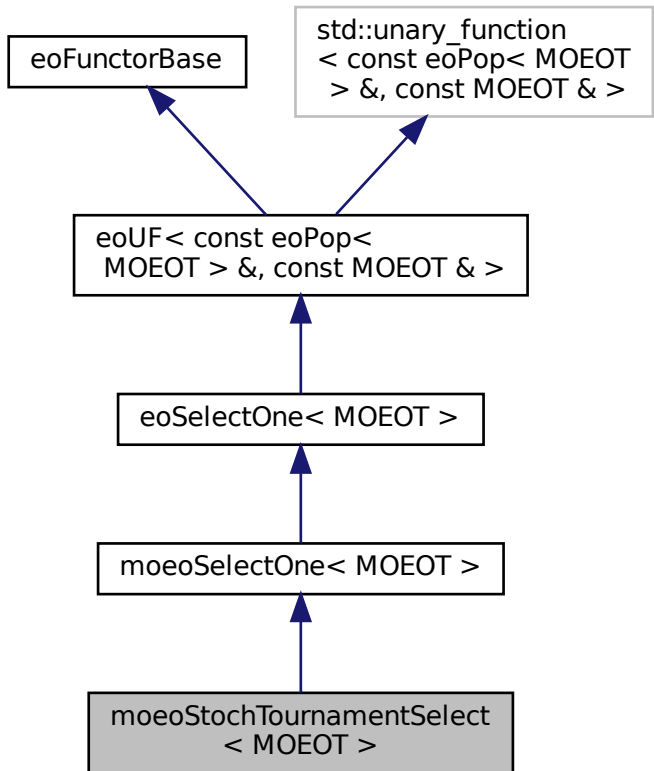 eoFunctorBase
std::unary_function
< const eoPop< MOEOT
> &, const MOEOT & >
eoUF< const eoPop<
MOEOT > &, const MOEOT & >
eoSelectOne< MOEOT >
moeoSelectOne< MOEOT >
moeoStochTournamentSelect
< MOEOT >